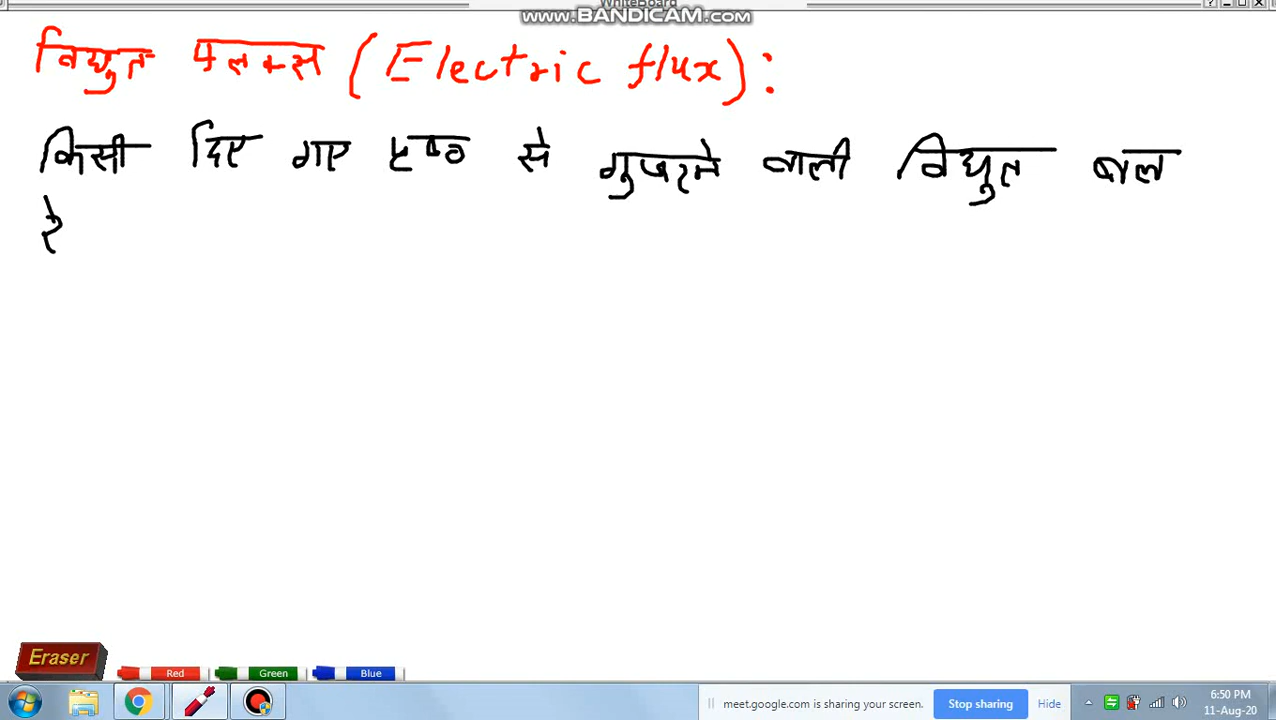 WhiteBoard
www.BANDICAM.com
विद्युत फ्लक्स (Electric flux):
किसी दिए गए पृष्ठ से गुजरने वाली विद्युत बल
रे
Eraser
Red
Green
Blue
meet.google.com is sharing your screen.
Stop sharing
Hide
6:50 PM
11-Aug-20